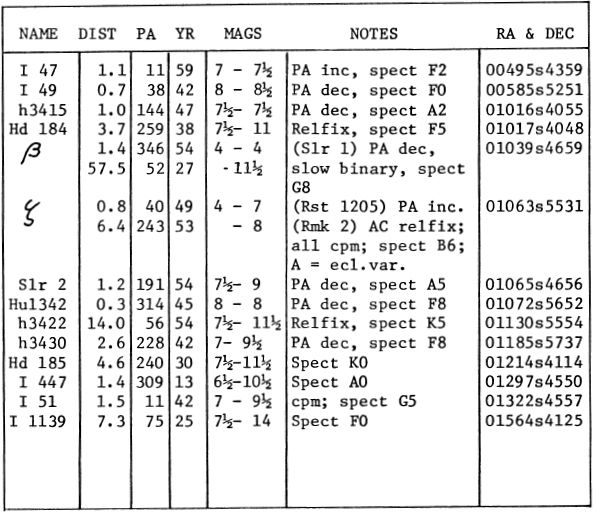 NAME DIST PA YR MAGS NOTES RA & DEC
I 47 1.1 11 59 7 - 7½ PA inc, spect F2 00495s4359
I 49 0.7 38 42 8 - 8½ PA dec, spect F0 00585s5251
h3415 1.0 144 47 7½- 7½ PA dec, spect A2 01016s4055
Hd 184 3.7 259 38 7½- 11 Relfix, spect F5 01017s4048
β 1.4 346 54 4 - 4 (Slr 1) PA dec, 01039s4659
57.5 52 27 -11½ slow binary, spect
G8
ζ 0.8 40 49 4 - 7 (Rst 1205) PA inc. 01063s5531
6.4 243 53 - 8 (Rmk 2) AC relfix;
all cpm; spect B6;
A = ecl.var.
Slr 2 1.2 191 54 7½- 9 PA dec, spect A5 01065s4656
Hu1342 0.3 314 45 8 - 8 PA dec, spect F8 01072s5652
h3422 14.0 56 54 7½- 11½ Relfix, spect K5 01130s5554
h3430 2.6 228 42 7- 9½ PA dec, spect F8 01185s5737
Hd 185 4.6 240 30 7½-11½ Spect K0 01214s4114
I 447 1.4 309 13 6½-10½ Spect A0 01297s4550
I 51 1.5 11 42 7 - 9½ cpm; spect G5 01322s4557
I 1139 7.3 75 25 7½- 14 Spect F0 01564s4125